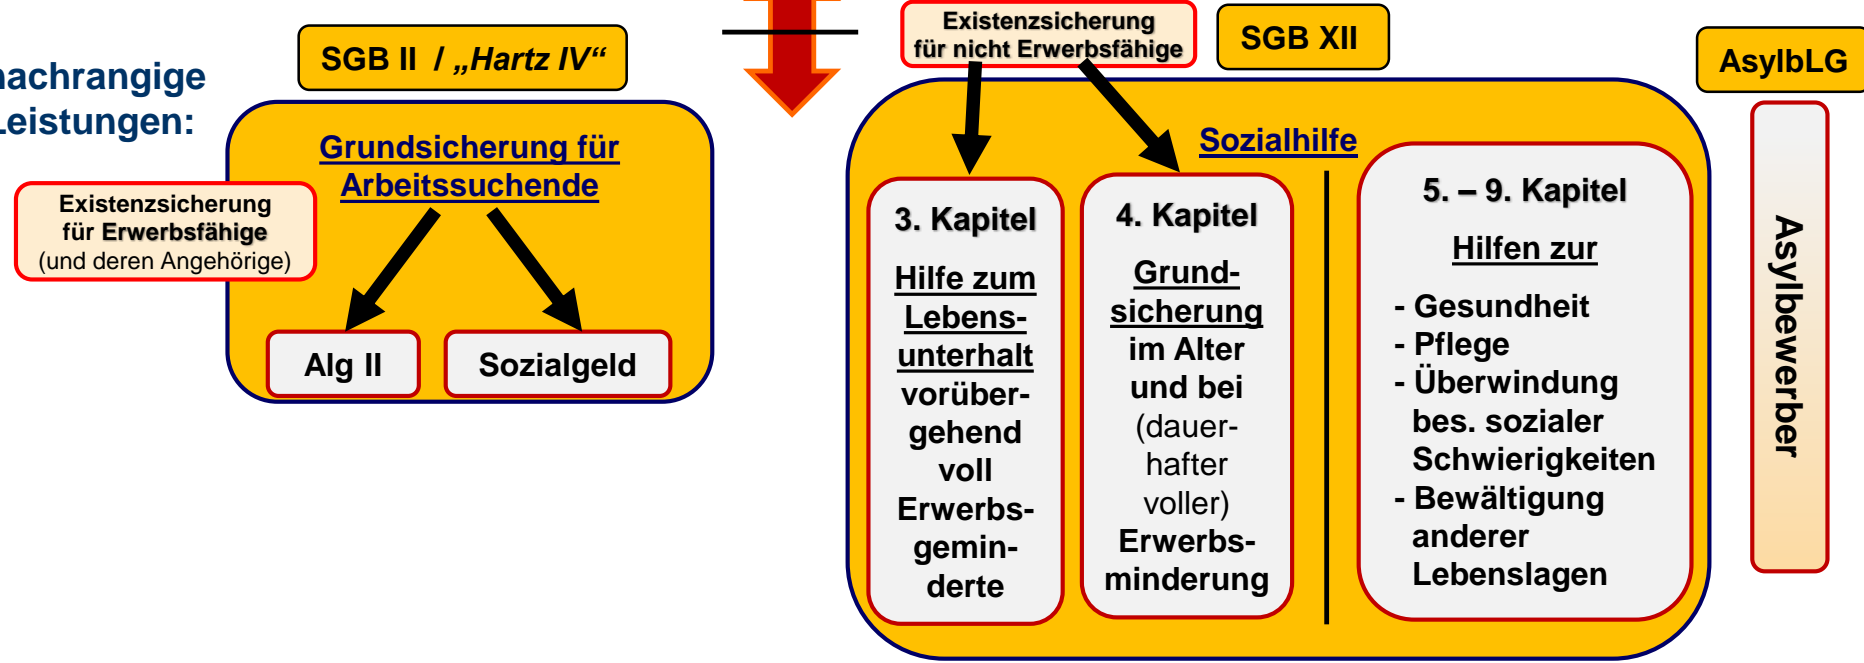 nachrangige
Leistungen:
SGB II / „Hartz IV“
Grundsicherung für
Arbeitssuchende
Existenzsicherung
für Erwerbsfähige
(und deren Angehörige)
Alg II
Sozialgeld
Existenzsicherung
für nicht Erwerbsfähige
SGB XII
Sozialhilfe
3. Kapitel
Hilfe zum
Lebens-
unterhalt
vorüber-
gehend
voll
Erwerbs-
gemin-
derte
4. Kapitel
Grund-
sicherung
im Alter
und bei
(dauer-
hafter
voller)
Erwerbs-
minderung
5. – 9. Kapitel
Hilfen zur
- Gesundheit
- Pflege
- Überwindung
bes. sozialer
Schwierigkeiten
- Bewältigung
anderer
Lebenslagen
AsylbLG
Asylbewerber